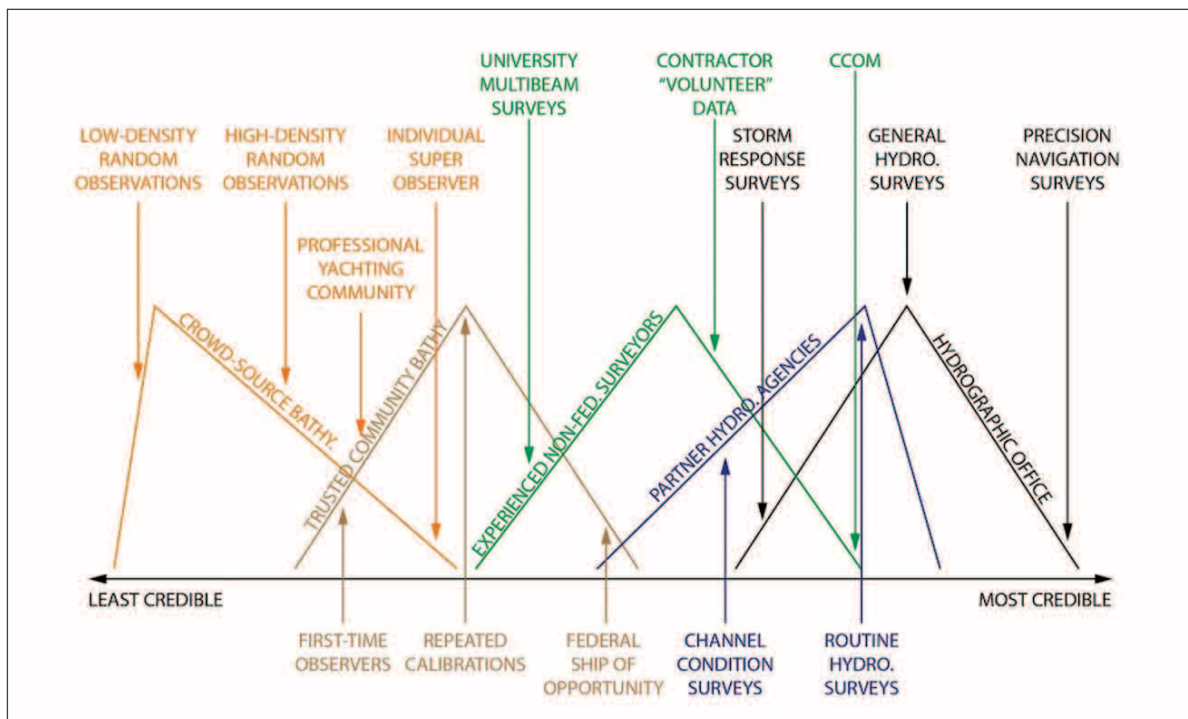 UNIVERSITY
MULTIBEAM
SURVEYS
CONTRACTOR
“VOLUNTEER”
DATA
CCOM
LOW-DENSITY
RANDOM
OBSERVATIONS
HIGH-DENSITY
RANDOM
OBSERVATIONS
INDIVIDUAL
SUPER
OBSERVER
STORM
RESPONSE
SURVEYS
GENERAL
HYDRO.
SURVEYS
PRECISION
NAVIGATION
SURVEYS
PROFESSIONAL
YACHTING
COMMUNITY
CROWD-SOURCE BATHY.
TRUSTED COMMUNITY BATHY
EXPERIENCED NON-FED. SURVEYORS
PARTNER HYDRO. AGENCIES
HYDROGRAPHIC OFFICE
LEAST CREDIBLE
MOST CREDIBLE
FIRST-TIME
OBSERVERS
REPEATED
CALIBRATIONS
FEDERAL
SHIP OF
OPPORTUNITY
CHANNEL
CONDITION
SURVEYS
ROUTINE
HYDRO.
SURVEYS